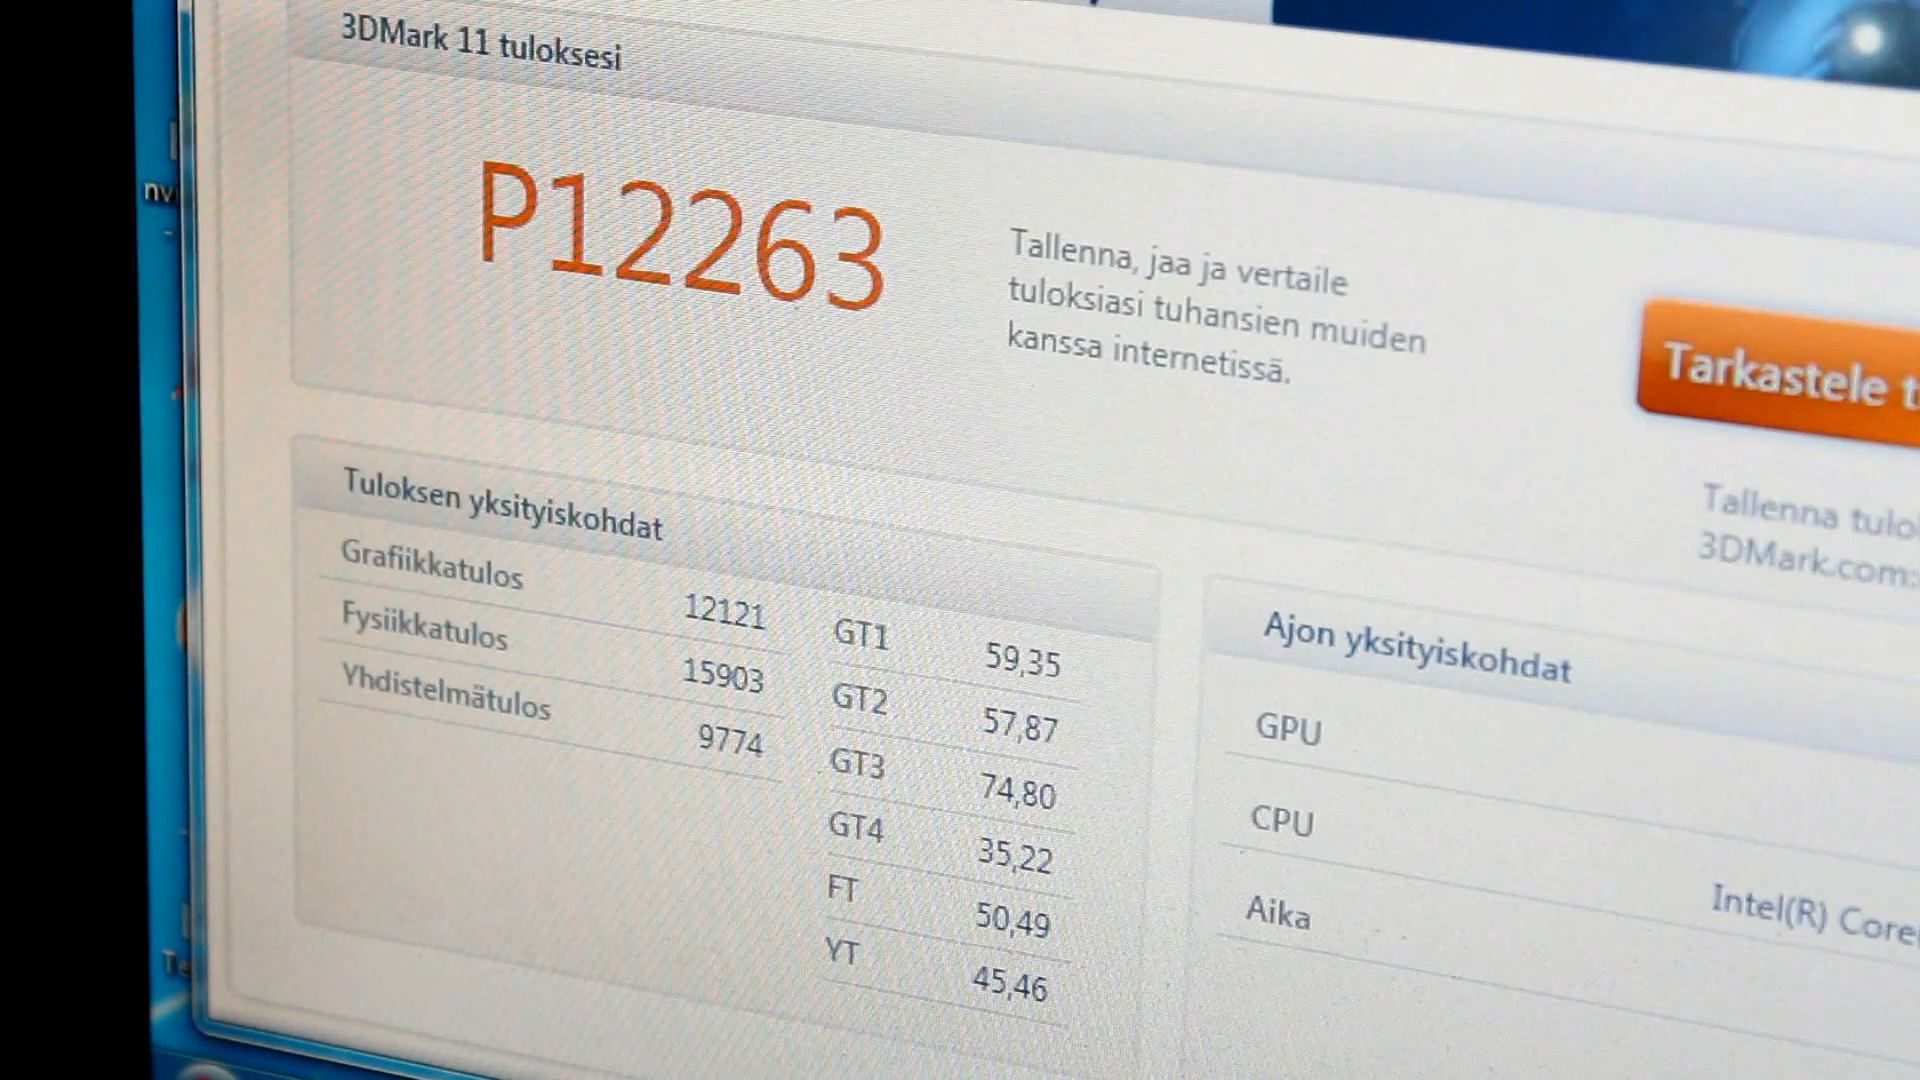 3DMark 11 tuloksesi
P12263
Tallenna, jaa ja vertaile
tuloksiasi tuhansien muiden
kanssa internetissä.
Tarkastele
Tallenna
3DMark.com:
Tuloksen yksityiskohdat
Grafiikkatulos 12121
Fysiikkatulos 15903
Yhdistelmätulos 9774
GT1 59,35
GT2 57,87
GT3 74,80
GT4 35,22
FT 50,49
YT 45,46
Ajon yksityiskohdat
GPU
CPU
Intel(R) Core
Aika